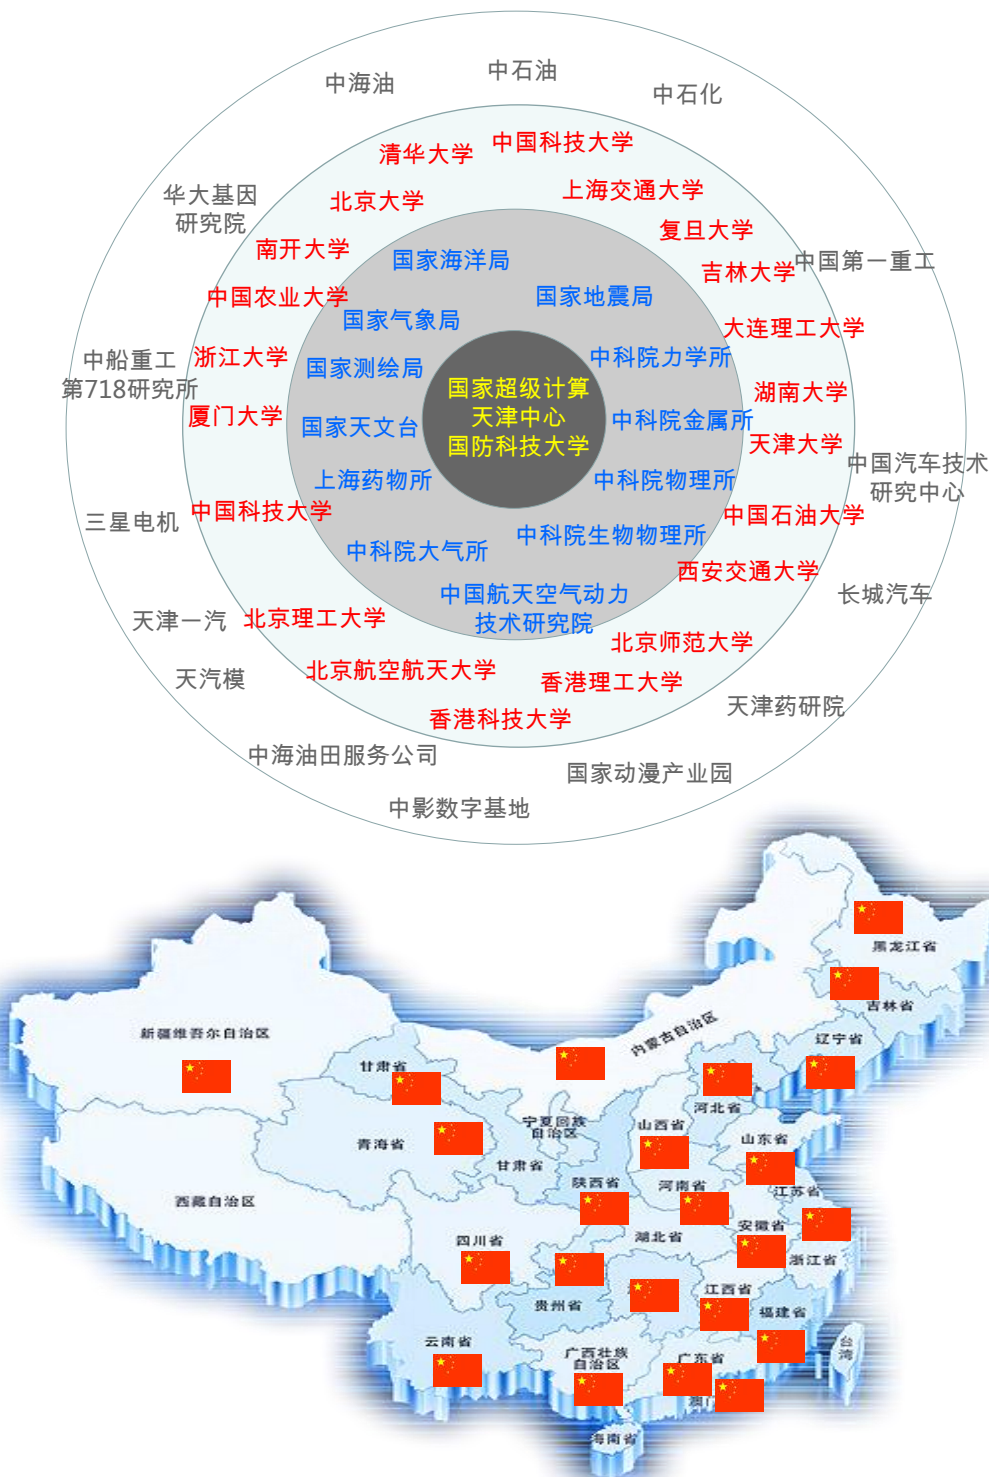 中海油
中石油
中石化
清华大学
中国科技大学
北京大学
上海交通大学
华大基因
研究院
复旦大学
南开大学
国家海洋局
吉林大学
中国第一重工
中国农业大学
国家地震局
国家气象局
大连理工大学
浙江大学
国家测绘局
中科院力学所
中船重工
第718研究所
国家超级计算
天津中心
国防科技大学
湖南大学
厦门大学
国家天文台
中科院金属所
天津大学
中国汽车技术
研究中心
上海药物所
中科院物理所
三星电机
中国科技大学
中国石油大学
中科院大气所
中科院生物物理所
西安交通大学
中国航天空气动力
技术研究院
长城汽车
天津一汽
北京理工大学
北京师范大学
天汽模
北京航空航天大学
香港理工大学
天津药研院
香港科技大学
中海油田服务公司
国家动漫产业园
中影数字基地
黑龙江省
吉林省
新疆维吾尔自治区
内蒙古自治区
辽宁省
甘肃省
河北省
宁夏回族
自治区
山西省
山东省
青海省
甘肃省
陕西省
河南省
江苏省
西藏自治区
安徽省
四川省
湖北省
浙江省
江西省
贵州省
福建省
云南省
广西壮族
自治区
广东省
台
湾
澳门
海南省